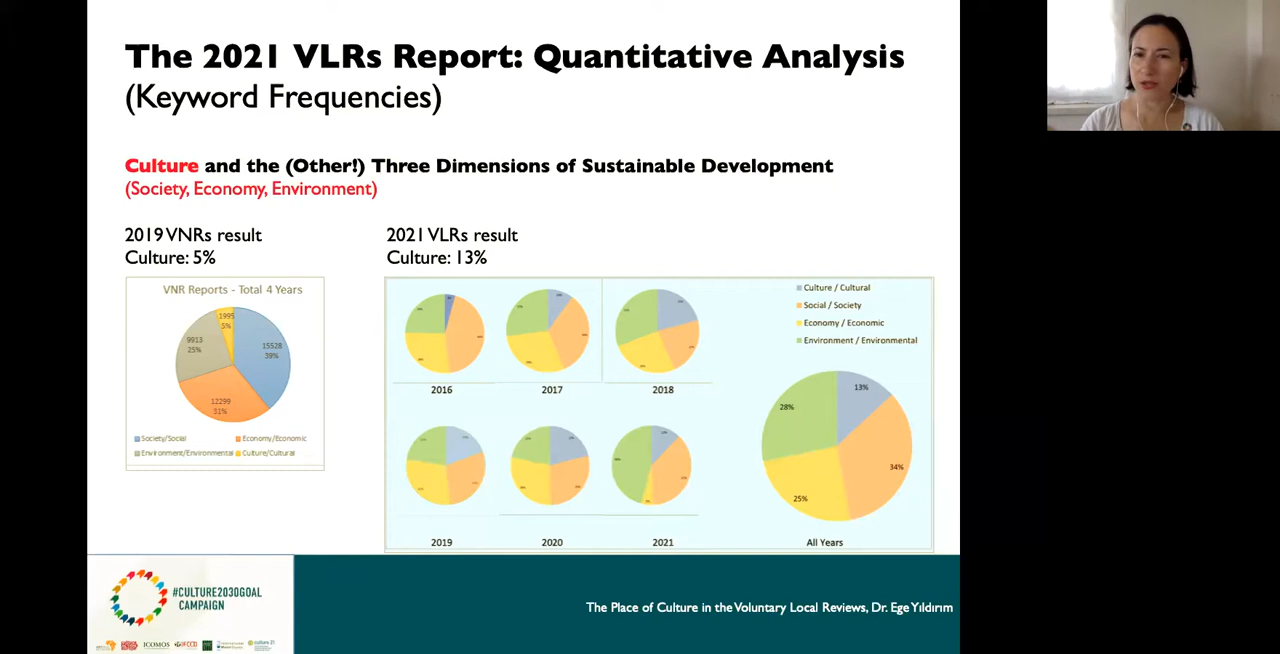 The 2021 VLRs Report: Quantitative Analysis
(Keyword Frequencies)
Culture and the (Other!) Three Dimensions of Sustainable Development
(Society, Economy, Environment)
2019 VNRs result
Culture: 5%
2021 VLRs result
Culture: 13%
VNR Reports - Total 4 Years
1995
5%
9913
25%
15528
39%
12299
31%
Society/Social
Economy/Economic
Environment/Environmental
Culture/Cultural
2016
2017
2018
2019
2020
2021
Culture / Cultural
Social / Society
Economy / Economic
Environment / Environmental
13%
28%
34%
25%
All Years
#CULTURE2030GOAL
CAMPAIGN
ICOMOS
culture 21
The Place of Culture in the Voluntary Local Reviews, Dr. Ege Yıldırım